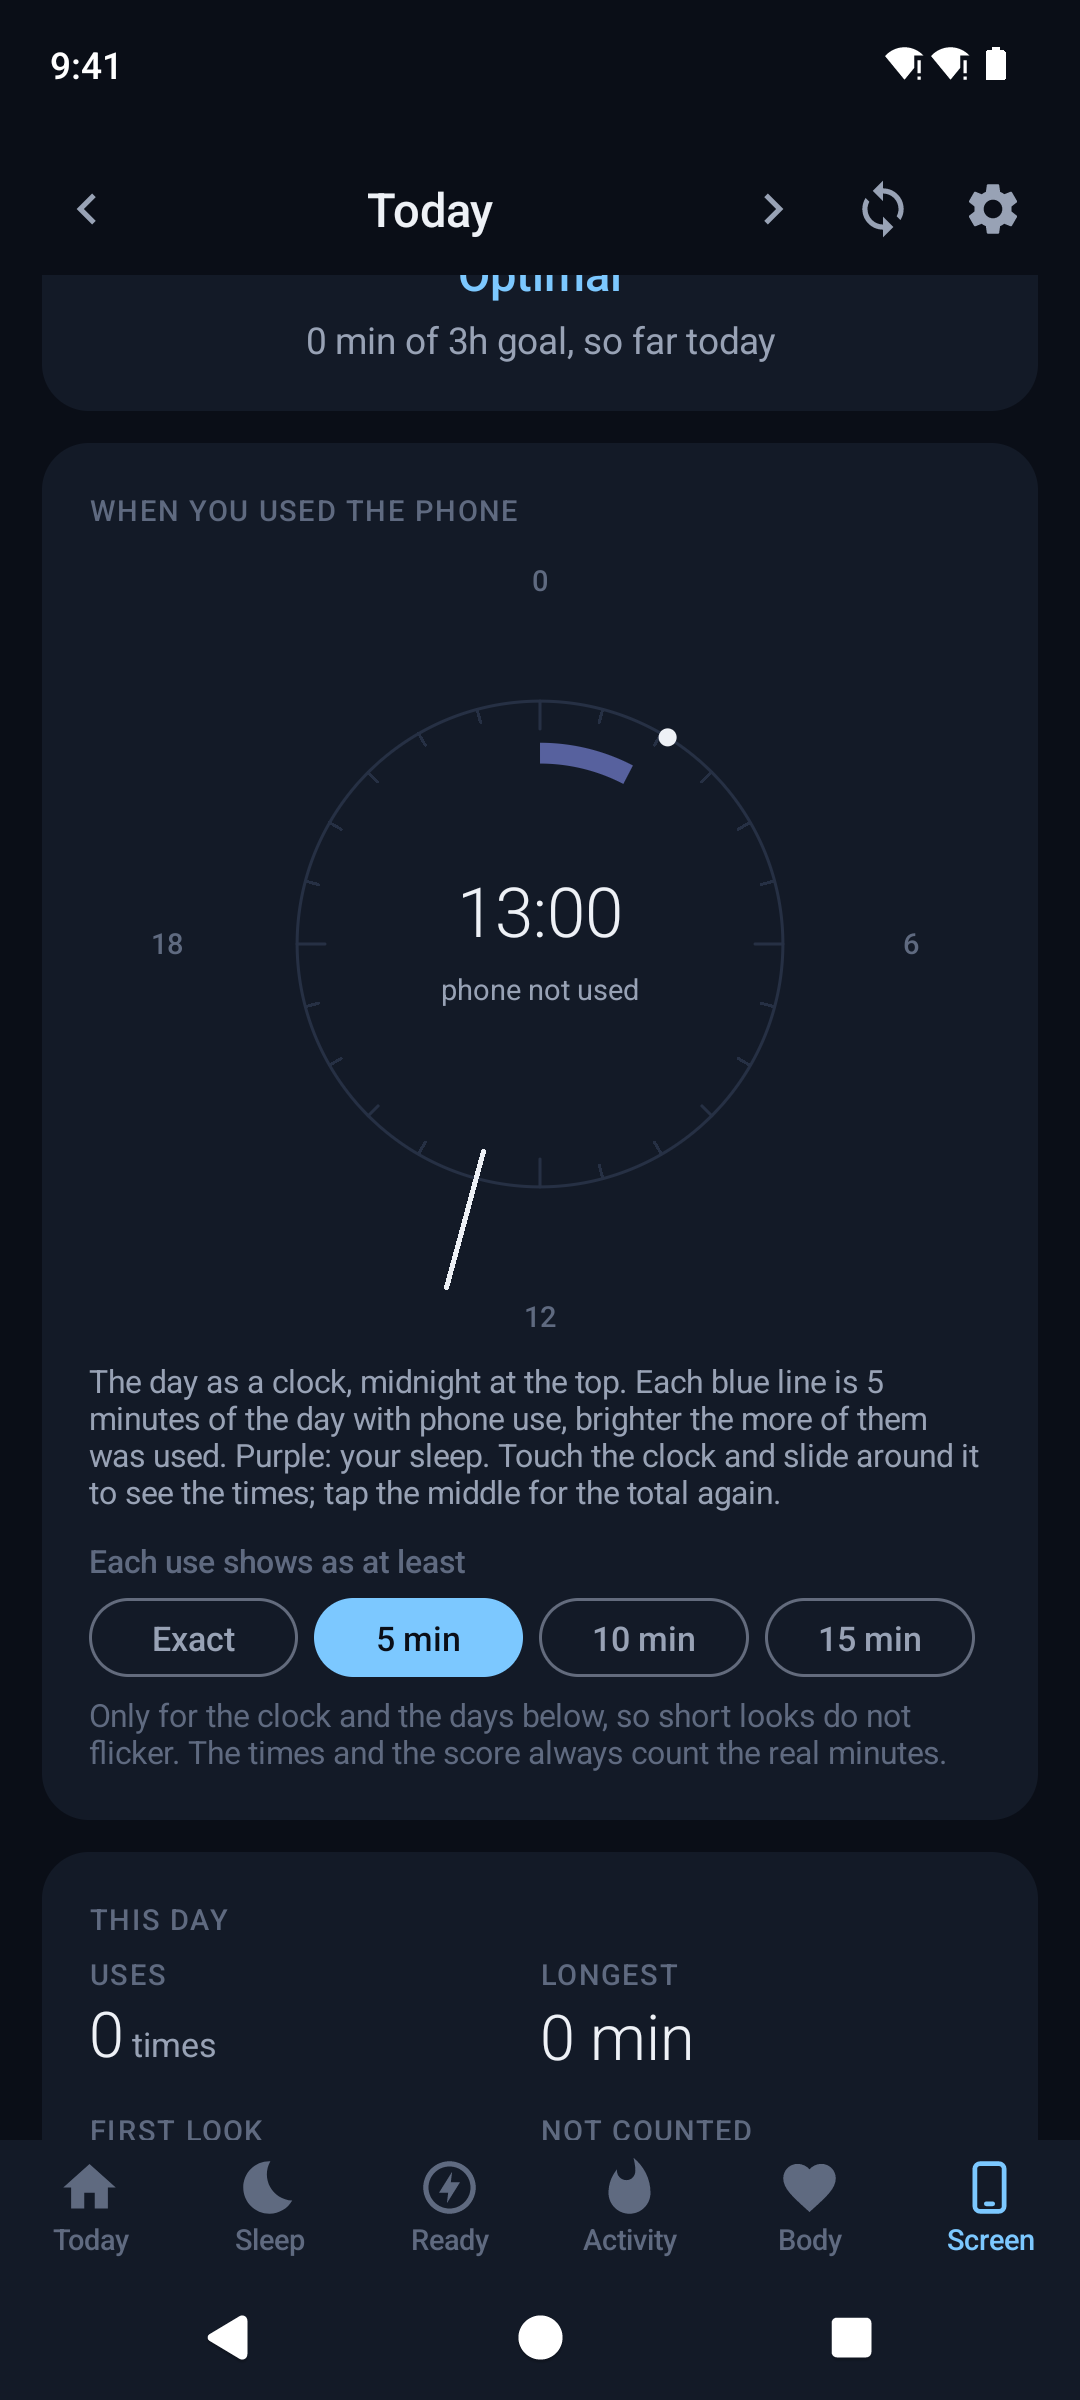 9:41
Today
Optimal
0 min of 3h goal, so far today
WHEN YOU USED THE PHONE
0
13:00
18
6
phone not used
12
The day as a clock, midnight at the top. Each blue line is 5
minutes of the day with phone use, brighter the more of them
was used. Purple: your sleep. Touch the clock and slide around it
to see the times; tap the middle for the total again.
Each use shows as at least
Exact
5 min
10 min
15 min
Only for the clock and the days below, so short looks do not
flicker. The times and the score always count the real minutes.
THIS DAY
USES
LONGEST
0 times
0 min
FIRST LOOK
NOT COUNTED
Today
Sleep
Ready
Activity
Body
Screen